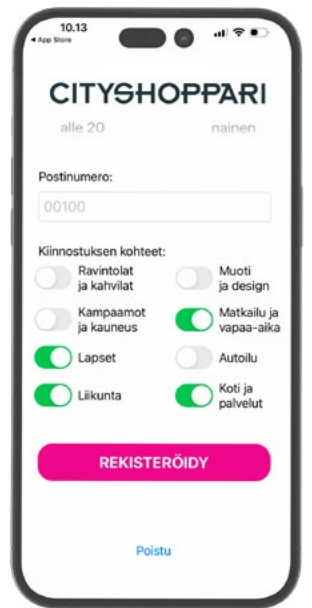 10.13
◀ App Store
CITYSHOPPARI
alle 20 nainen
Postinumero:
00100
Kiinnostuksen kohteet:
Ravintolat
ja kahvilat
Muoti
ja design
Kampaamot
ja kauneus
Matkailu ja
vapaa-aika
Lapset
Autoilu
Liikunta
Koti ja
palvelut
REKISTERÖIDY
Poistu